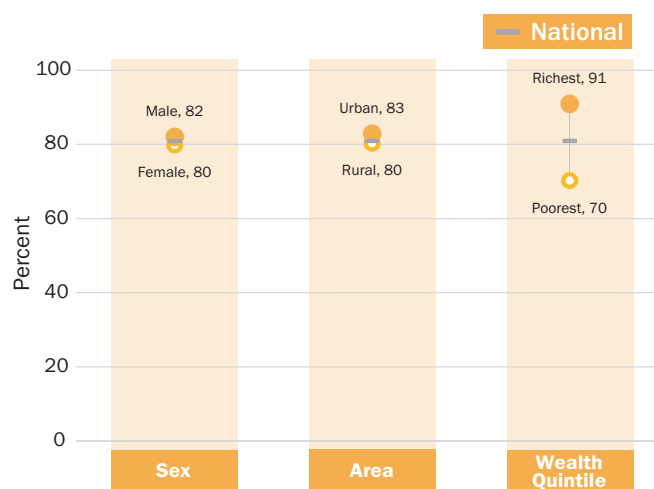 National
Percent
100
80
60
40
20
0
Male, 82
Female, 80
Urban, 83
Rural, 80
Richest, 91
Poorest, 70
Sex
Area
Wealth
Quintile